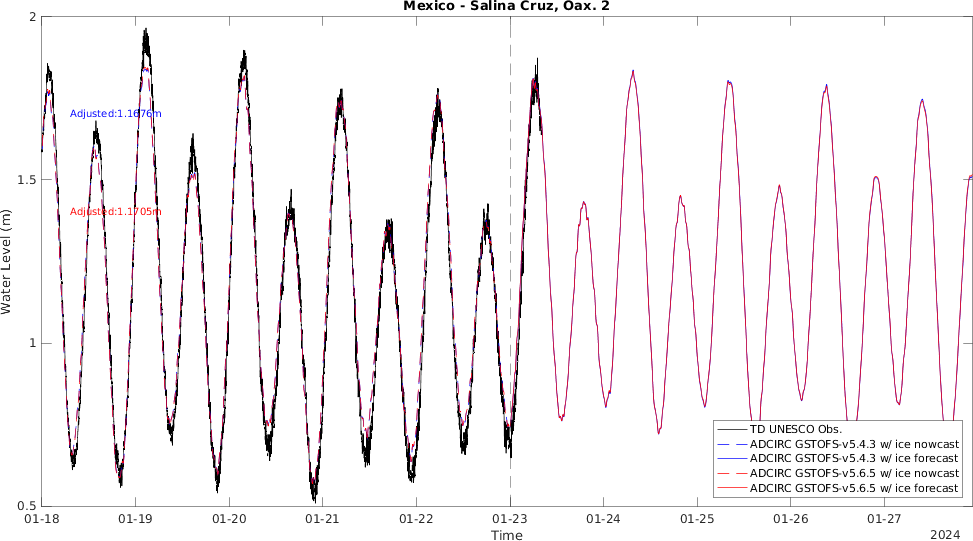 Mexico - Salina Cruz, Oax. 2
2
1.5
1
0.5
Water Level (m)
Adjusted:1.1676m
Adjusted:1.1705m
TD UNESCO Obs.
ADCIRC GSTOFS-v5.4.3 w/ ice nowcast
ADCIRC GSTOFS-v5.4.3 w/ ice forecast
ADCIRC GSTOFS-v5.6.5 w/ ice nowcast
ADCIRC GSTOFS-v5.6.5 w/ ice forecast
01-18 01-19 01-20 01-21 01-22 01-23 01-24 01-25 01-26 01-27
Time
2024